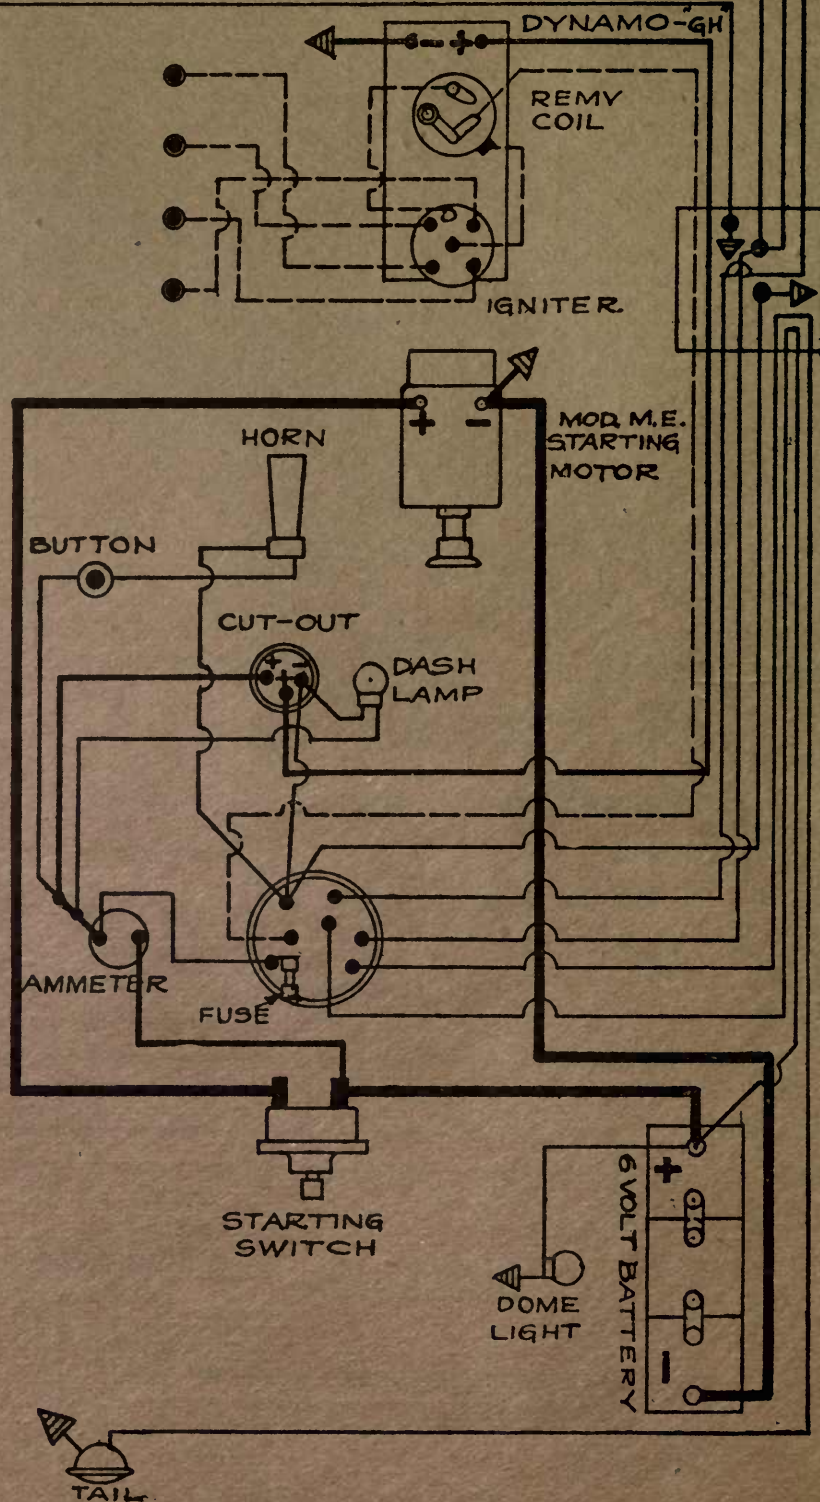 DYNAMO-"GH"
- +
REMY
COIL
IGNITER.
+ -
MOD. M.E.
STARTING
MOTOR
HORN
BUTTON
CUT-OUT
+ -
+
DASH
LAMP
AMMETER
FUSE
STARTING
SWITCH
+
6 VOLT BATTERY
-
DOME
LIGHT
TAIL